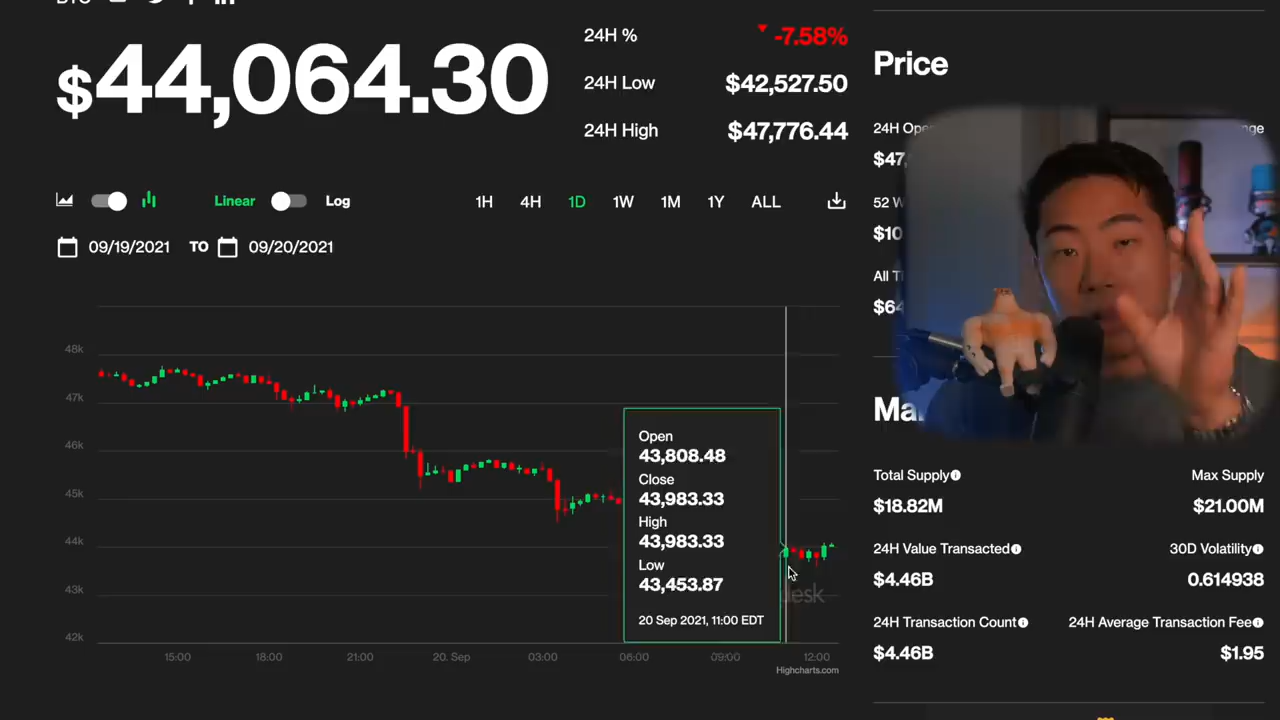 $44,064.30
24H %
-7.58%
24H Low
$42,527.50
24H High
$47,776.44
Linear
Log
1H
4H
1D
1W
1M
1Y
ALL
09/19/2021
TO
09/20/2021
48k
47k
46k
45k
44k
43k
42k
Open
43,808.48
Close
43,983.33
High
43,983.33
Low
43,453.87
20 Sep 2021, 11:00 EDT
desk
15:00
18:00
21:00
20. Sep
03:00
06:00
09:00
12:00
Highcharts.com
Price
24H
$47,
52 W
$10
$64
Total Supply
Max Supply
$18.82M
$21.00M
24H Value Transacted
30D Volatility
$4.46B
0.614938
24H Transaction Count
24H Average Transaction Fee
$4.46B
$1.95